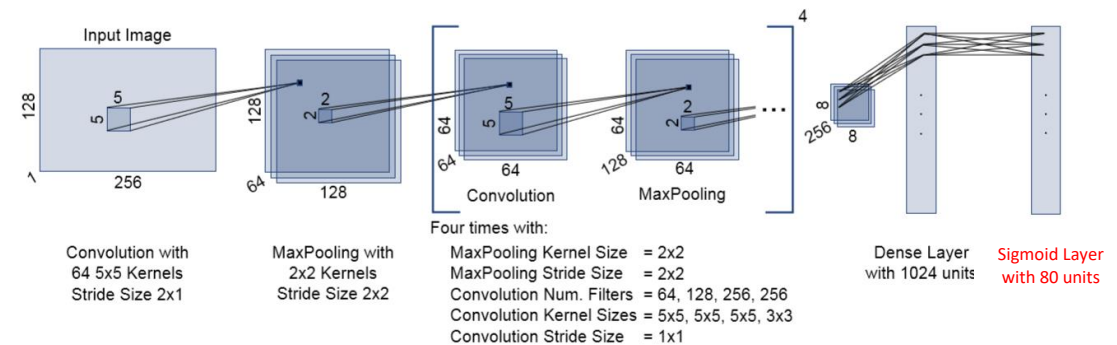 Input Image
128
5
5
1
256
128
2
2
64
128
4
64
5
5
64
64
Convolution
64
2
2
128
64
MaxPooling
...
8
256
8
Four times with:
MaxPooling Kernel Size = 2x2
MaxPooling Stride Size = 2x2
Convolution Num. Filters = 64, 128, 256, 256
Convolution Kernel Sizes = 5x5, 5x5, 5x5, 3x3
Convolution Stride Size = 1x1
Convolution with
64 5x5 Kernels
Stride Size 2x1
MaxPooling with
2x2 Kernels
Stride Size 2x2
Dense Layer
with 1024 units
Sigmoid Layer
with 80 units